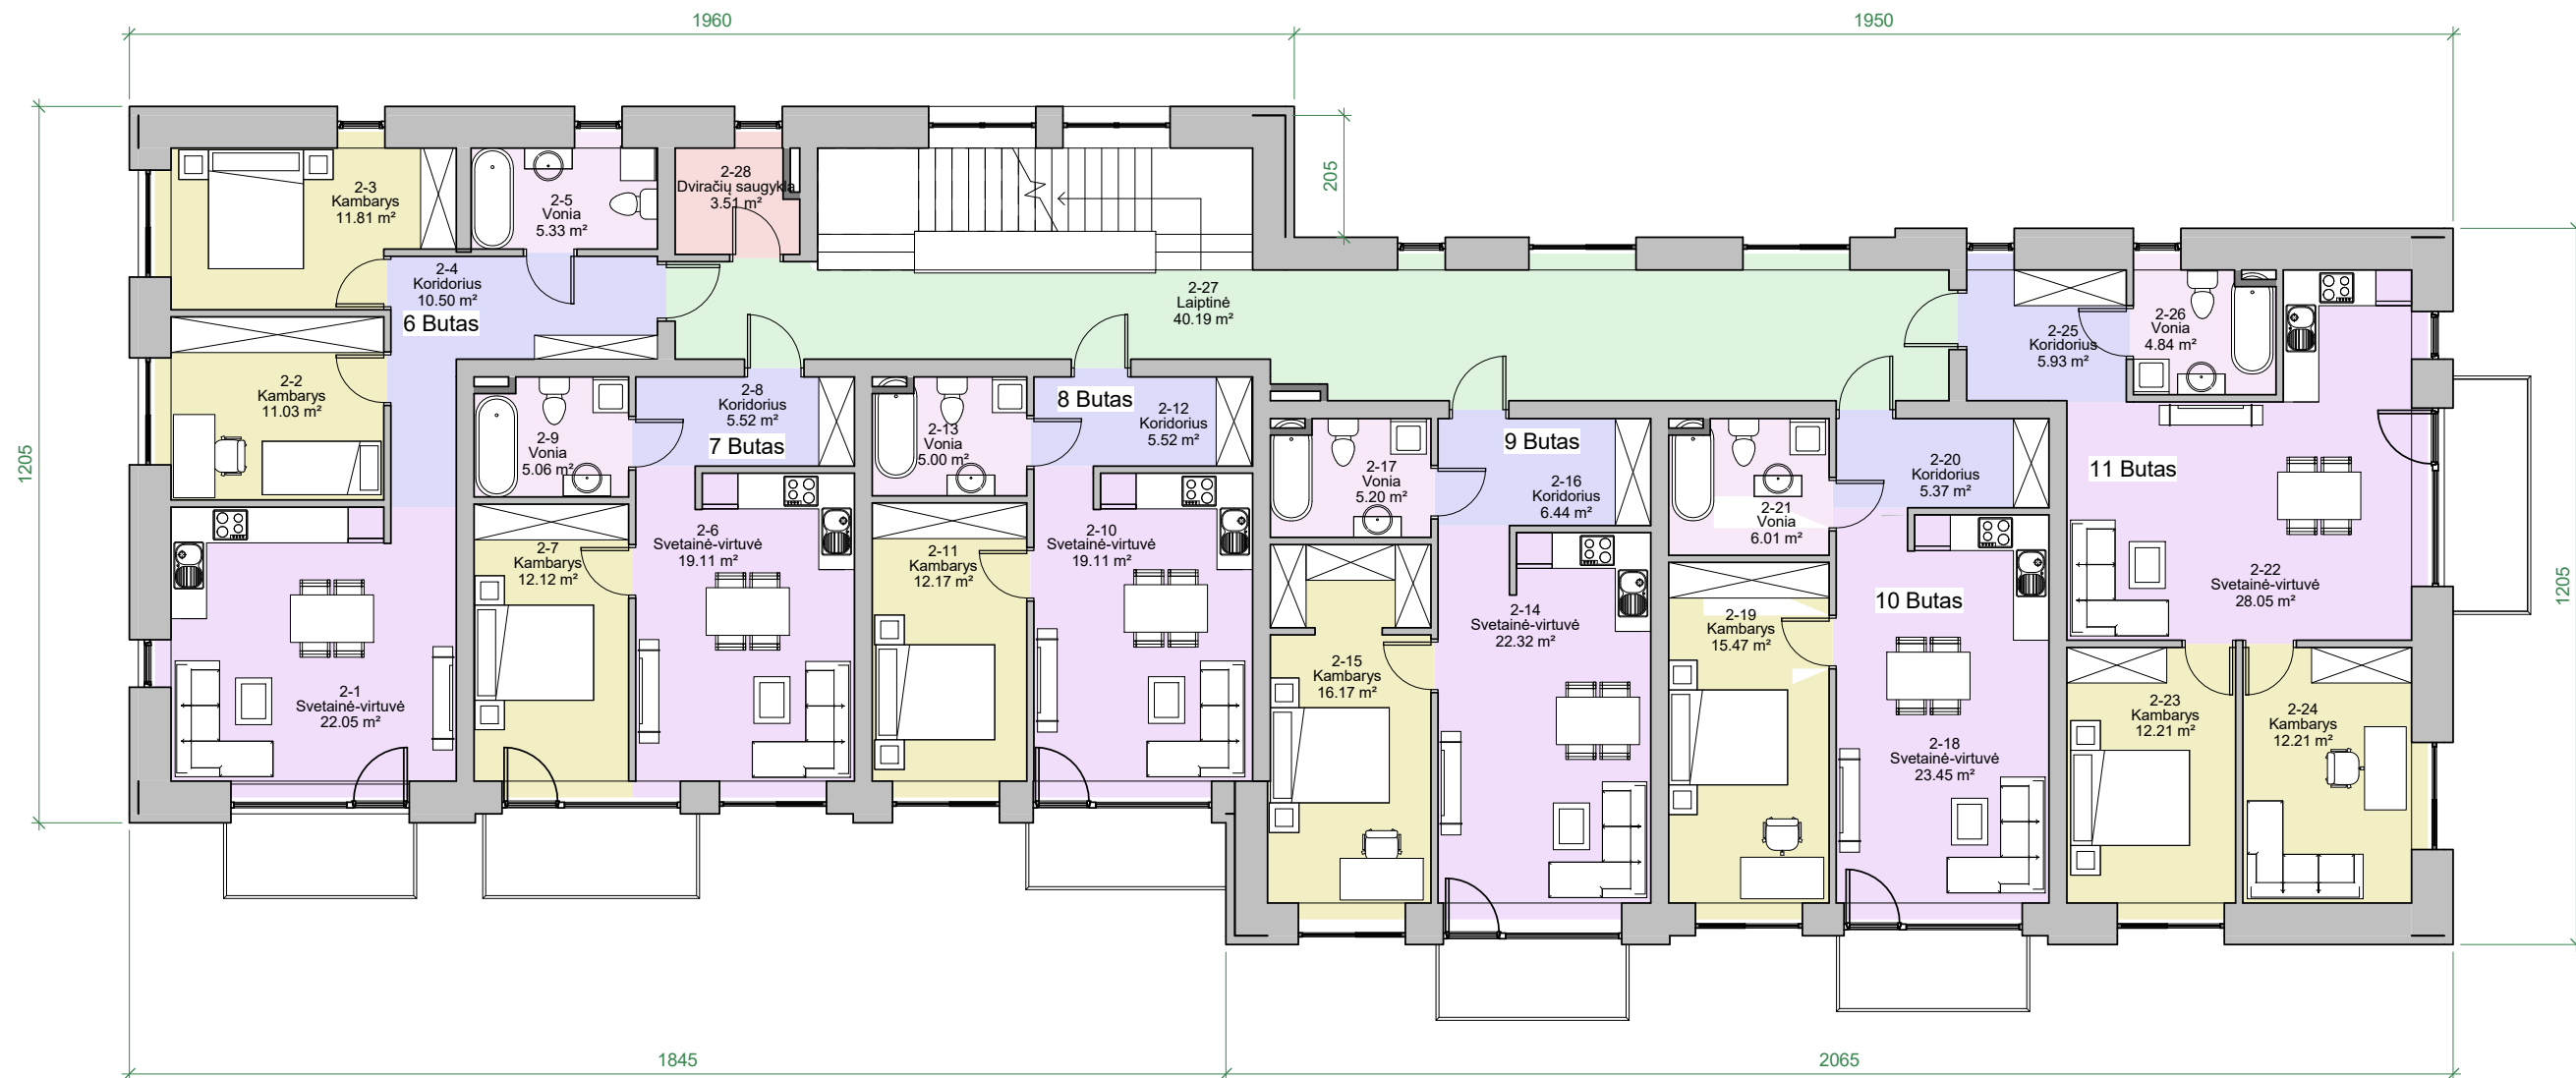 1960
1950
205
1205
1205
2-3
Kambarys
11.81 m²
2-5
Vonia
5.33 m²
2-28
Dviračių saugykla
3.51 m²
2-4
Koridorius
10.50 m²
6 Butas
2-27
Laiptinė
40.19 m²
2-2
Kambarys
11.03 m²
2-1
Svetainė-virtuvė
22.05 m²
2-9
Vonia
5.06 m²
2-8
Koridorius
5.52 m²
7 Butas
2-7
Kambarys
12.12 m²
2-6
Svetainė-virtuvė
19.11 m²
2-13
Vonia
5.00 m²
8 Butas
2-12
Koridorius
5.52 m²
2-11
Kambarys
12.17 m²
2-10
Svetainė-virtuvė
19.11 m²
2-17
Vonia
5.20 m²
9 Butas
2-16
Koridorius
6.44 m²
2-15
Kambarys
16.17 m²
2-14
Svetainė-virtuvė
22.32 m²
2-21
Vonia
6.01 m²
2-20
Koridorius
5.37 m²
10 Butas
2-19
Kambarys
15.47 m²
2-18
Svetainė-virtuvė
23.45 m²
2-25
Koridorius
5.93 m²
2-26
Vonia
4.84 m²
11 Butas
2-22
Svetainė-virtuvė
28.05 m²
2-23
Kambarys
12.21 m²
2-24
Kambarys
12.21 m²
1845
2065